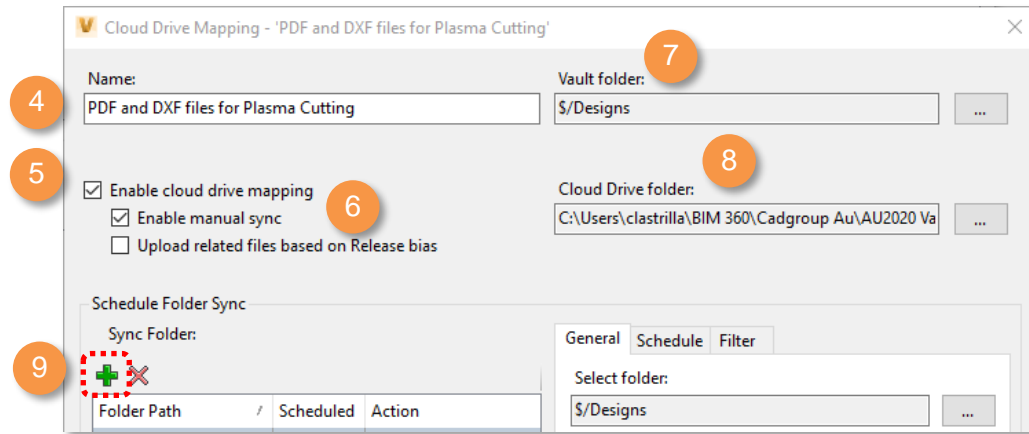 Cloud Drive Mapping - 'PDF and DXF files for Plasma Cutting'
7
Name:
Vault folder:
4
PDF and DXF files for Plasma Cutting
$/Designs
...
5
8
Enable cloud drive mapping
Cloud Drive folder:
6
Enable manual sync
C:\Users\clastrilla\BIM 360\Cadgroup Au\AU2020 Va
...
Upload related files based on Release bias
Schedule Folder Sync
Sync Folder:
General Schedule Filter
9
Select folder:
Folder Path / Scheduled Action
$/Designs
...